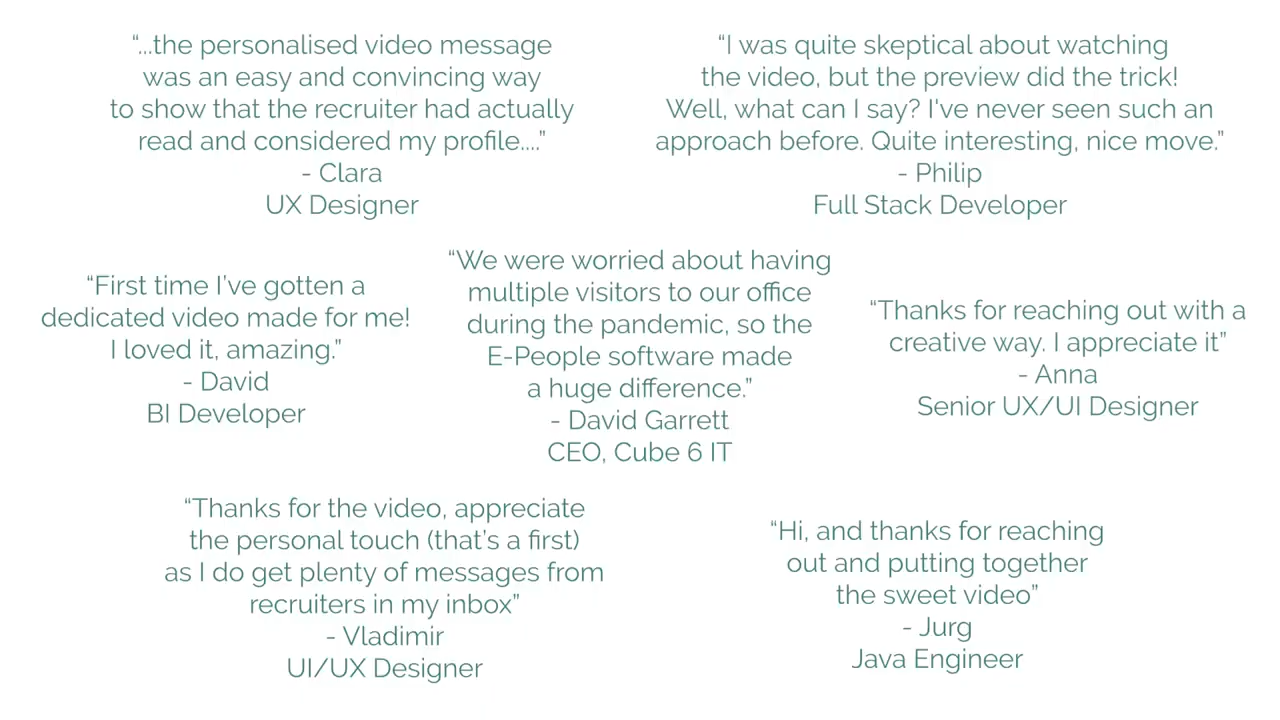 “...the personalised video message
was an easy and convincing way
to show that the recruiter had actually
read and considered my profile....”
- Clara
UX Designer
“I was quite skeptical about watching
the video, but the preview did the trick!
Well, what can I say? I've never seen such an
approach before. Quite interesting, nice move.”
- Philip
Full Stack Developer
“First time I’ve gotten a
dedicated video made for me!
I loved it, amazing.”
- David
BI Developer
“We were worried about having
multiple visitors to our office
during the pandemic, so the
E-People software made
a huge difference.”
- David Garrett
CEO, Cube 6 IT
“Thanks for reaching out with a
creative way. I appreciate it”
- Anna
Senior UX/UI Designer
“Thanks for the video, appreciate
the personal touch (that’s a first)
as I do get plenty of messages from
recruiters in my inbox”
- Vladimir
UI/UX Designer
“Hi, and thanks for reaching
out and putting together
the sweet video”
- Jurg
Java Engineer